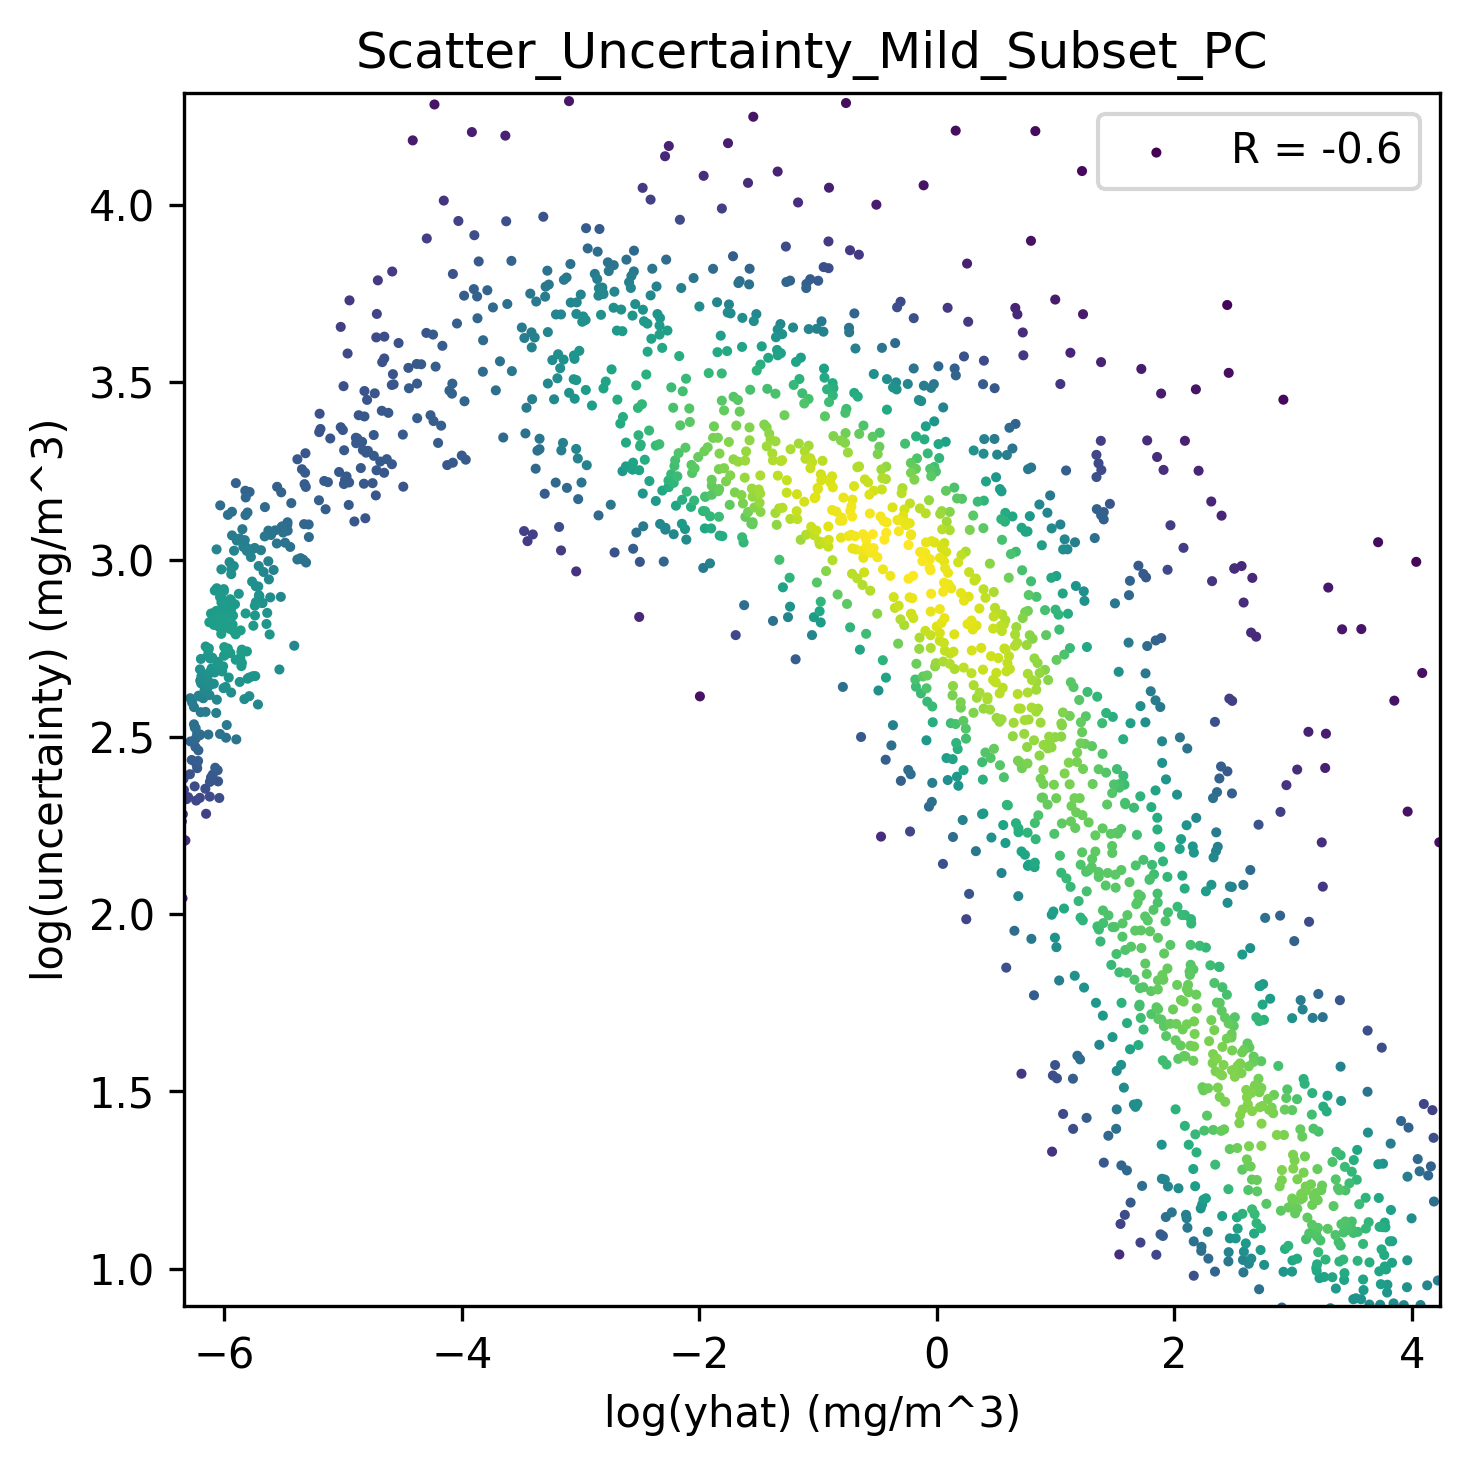 Scatter_Uncertainty_Mild_Subset_PC
R = -0.6
log(uncertainty) (mg/m^3)
4.0
3.5
3.0
2.5
2.0
1.5
1.0
−6 −4 −2 0 2 4
log(yhat) (mg/m^3)